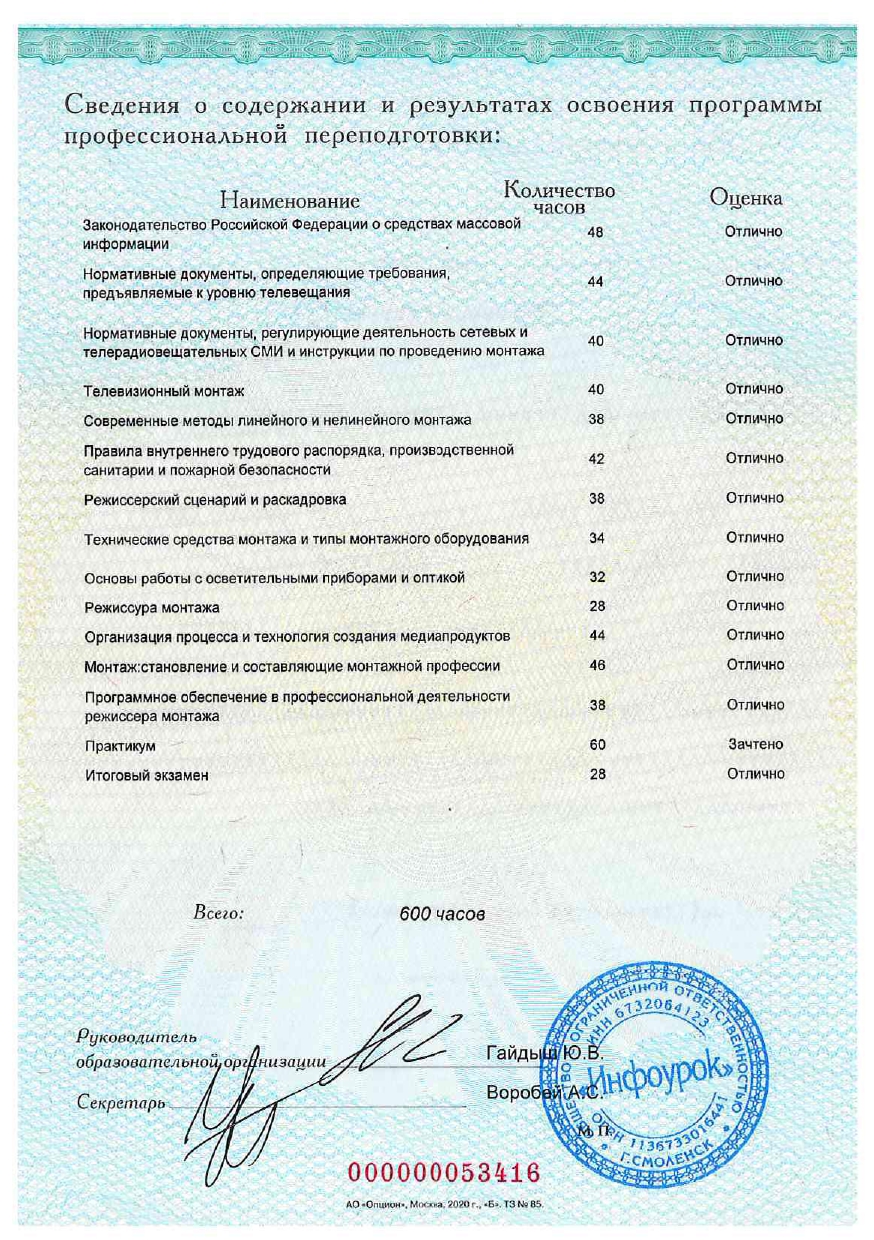 Сведения о содержании и результатах освоения программы
профессиональной переподготовки:
Наименование
Количество
часов
Оценка
Законодательство Российской Федерации о средствах массовой
информации
48
Отлично
Нормативные документы, определяющие требования,
предъявляемые к уровню телевещания
44
Отлично
Нормативные документы, регулирующие деятельность сетевых и
телерадиовещательных СМИ и инструкции по проведению монтажа
40
Отлично
Телевизионный монтаж 40 Отлично
Современные методы линейного и нелинейного монтажа 38 Отлично
Правила внутреннего трудового распорядка, производственной
санитарии и пожарной безопасности
42
Отлично
Режиссерский сценарий и раскадровка 38 Отлично
Технические средства монтажа и типы монтажного оборудования 34 Отлично
Основы работы с осветительными приборами и оптикой 32 Отлично
Режиссура монтажа 28 Отлично
Организация процесса и технология создания медиапродуктов 44 Отлично
Монтаж:становление и составляющие монтажной профессии 46 Отлично
Программное обеспечение в профессиональной деятельности
режиссера монтажа
38
Отлично
Практикум 60 Зачтено
Итоговый экзамен 28 Отлично
Всего: 600 часов
Руководитель
образовательной организации
Гайдыш Ю.В.
Секретарь
Воробей А.С.
М.П.
ОБЩЕСТВО С ОГРАНИЧЕННОЙ ОТВЕТСТВЕННОСТЬЮ
ИНН 6732064123
«Инфоурок»
ОГРН 1136733016441
Г.СМОЛЕНСК
000000053416
АО «Опцион», Москва, 2020 г., «Б». ТЗ № 85.